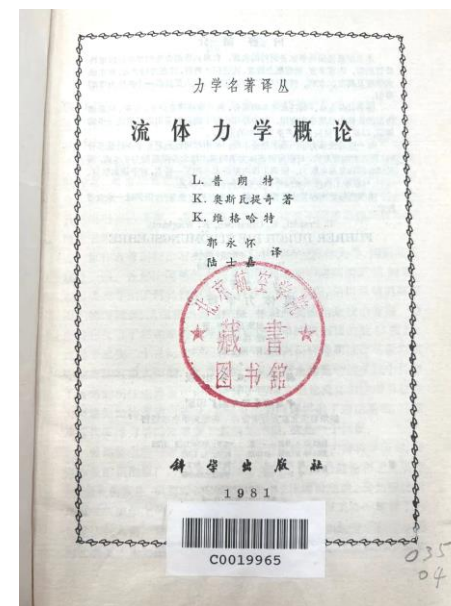 力学名著译丛
流体力学概论
L. 普朗特
K. 奥斯瓦提奇 著
K. 维格哈特
郭永怀
陆士嘉 译
北京航空学院
藏書
图书館
科学出版社
1981
C0019965
035
04